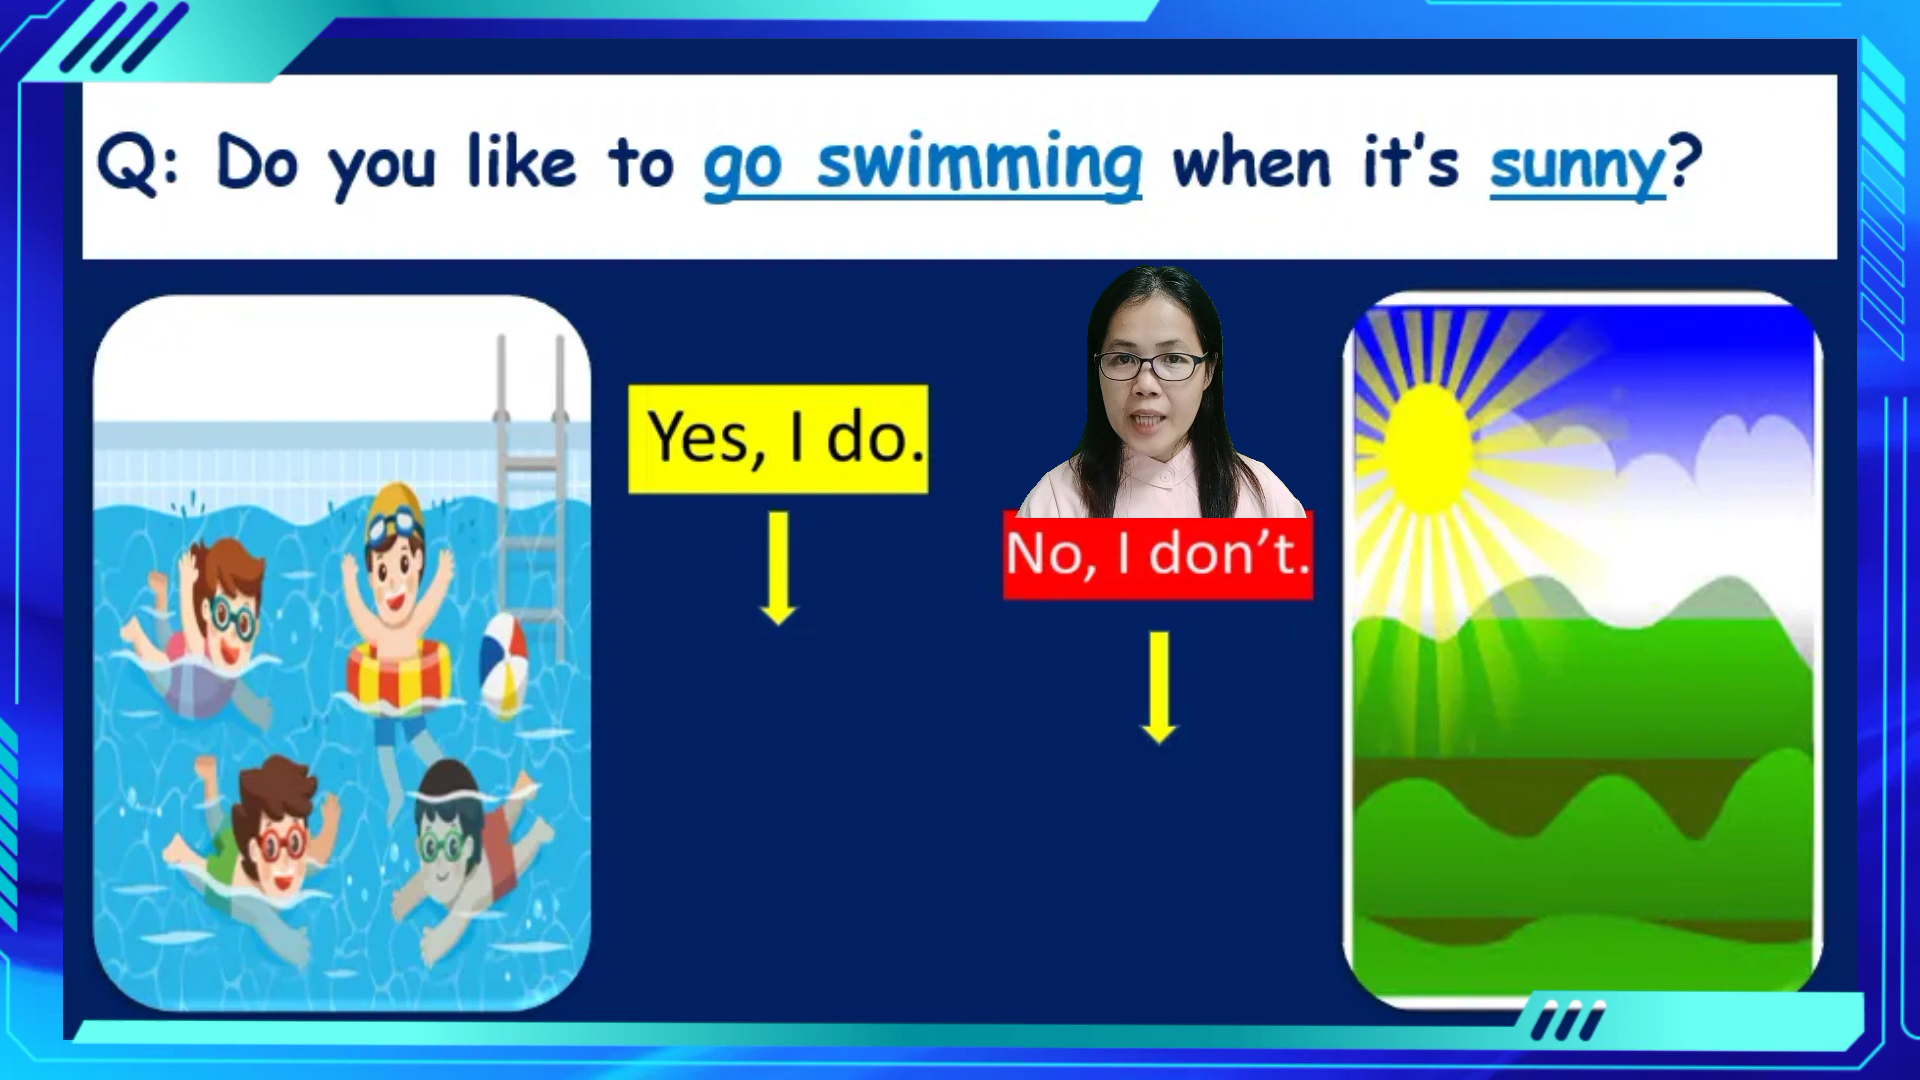 Q: Do you like to go swimming when it's sunny?
Yes, I do.
No, I don't.